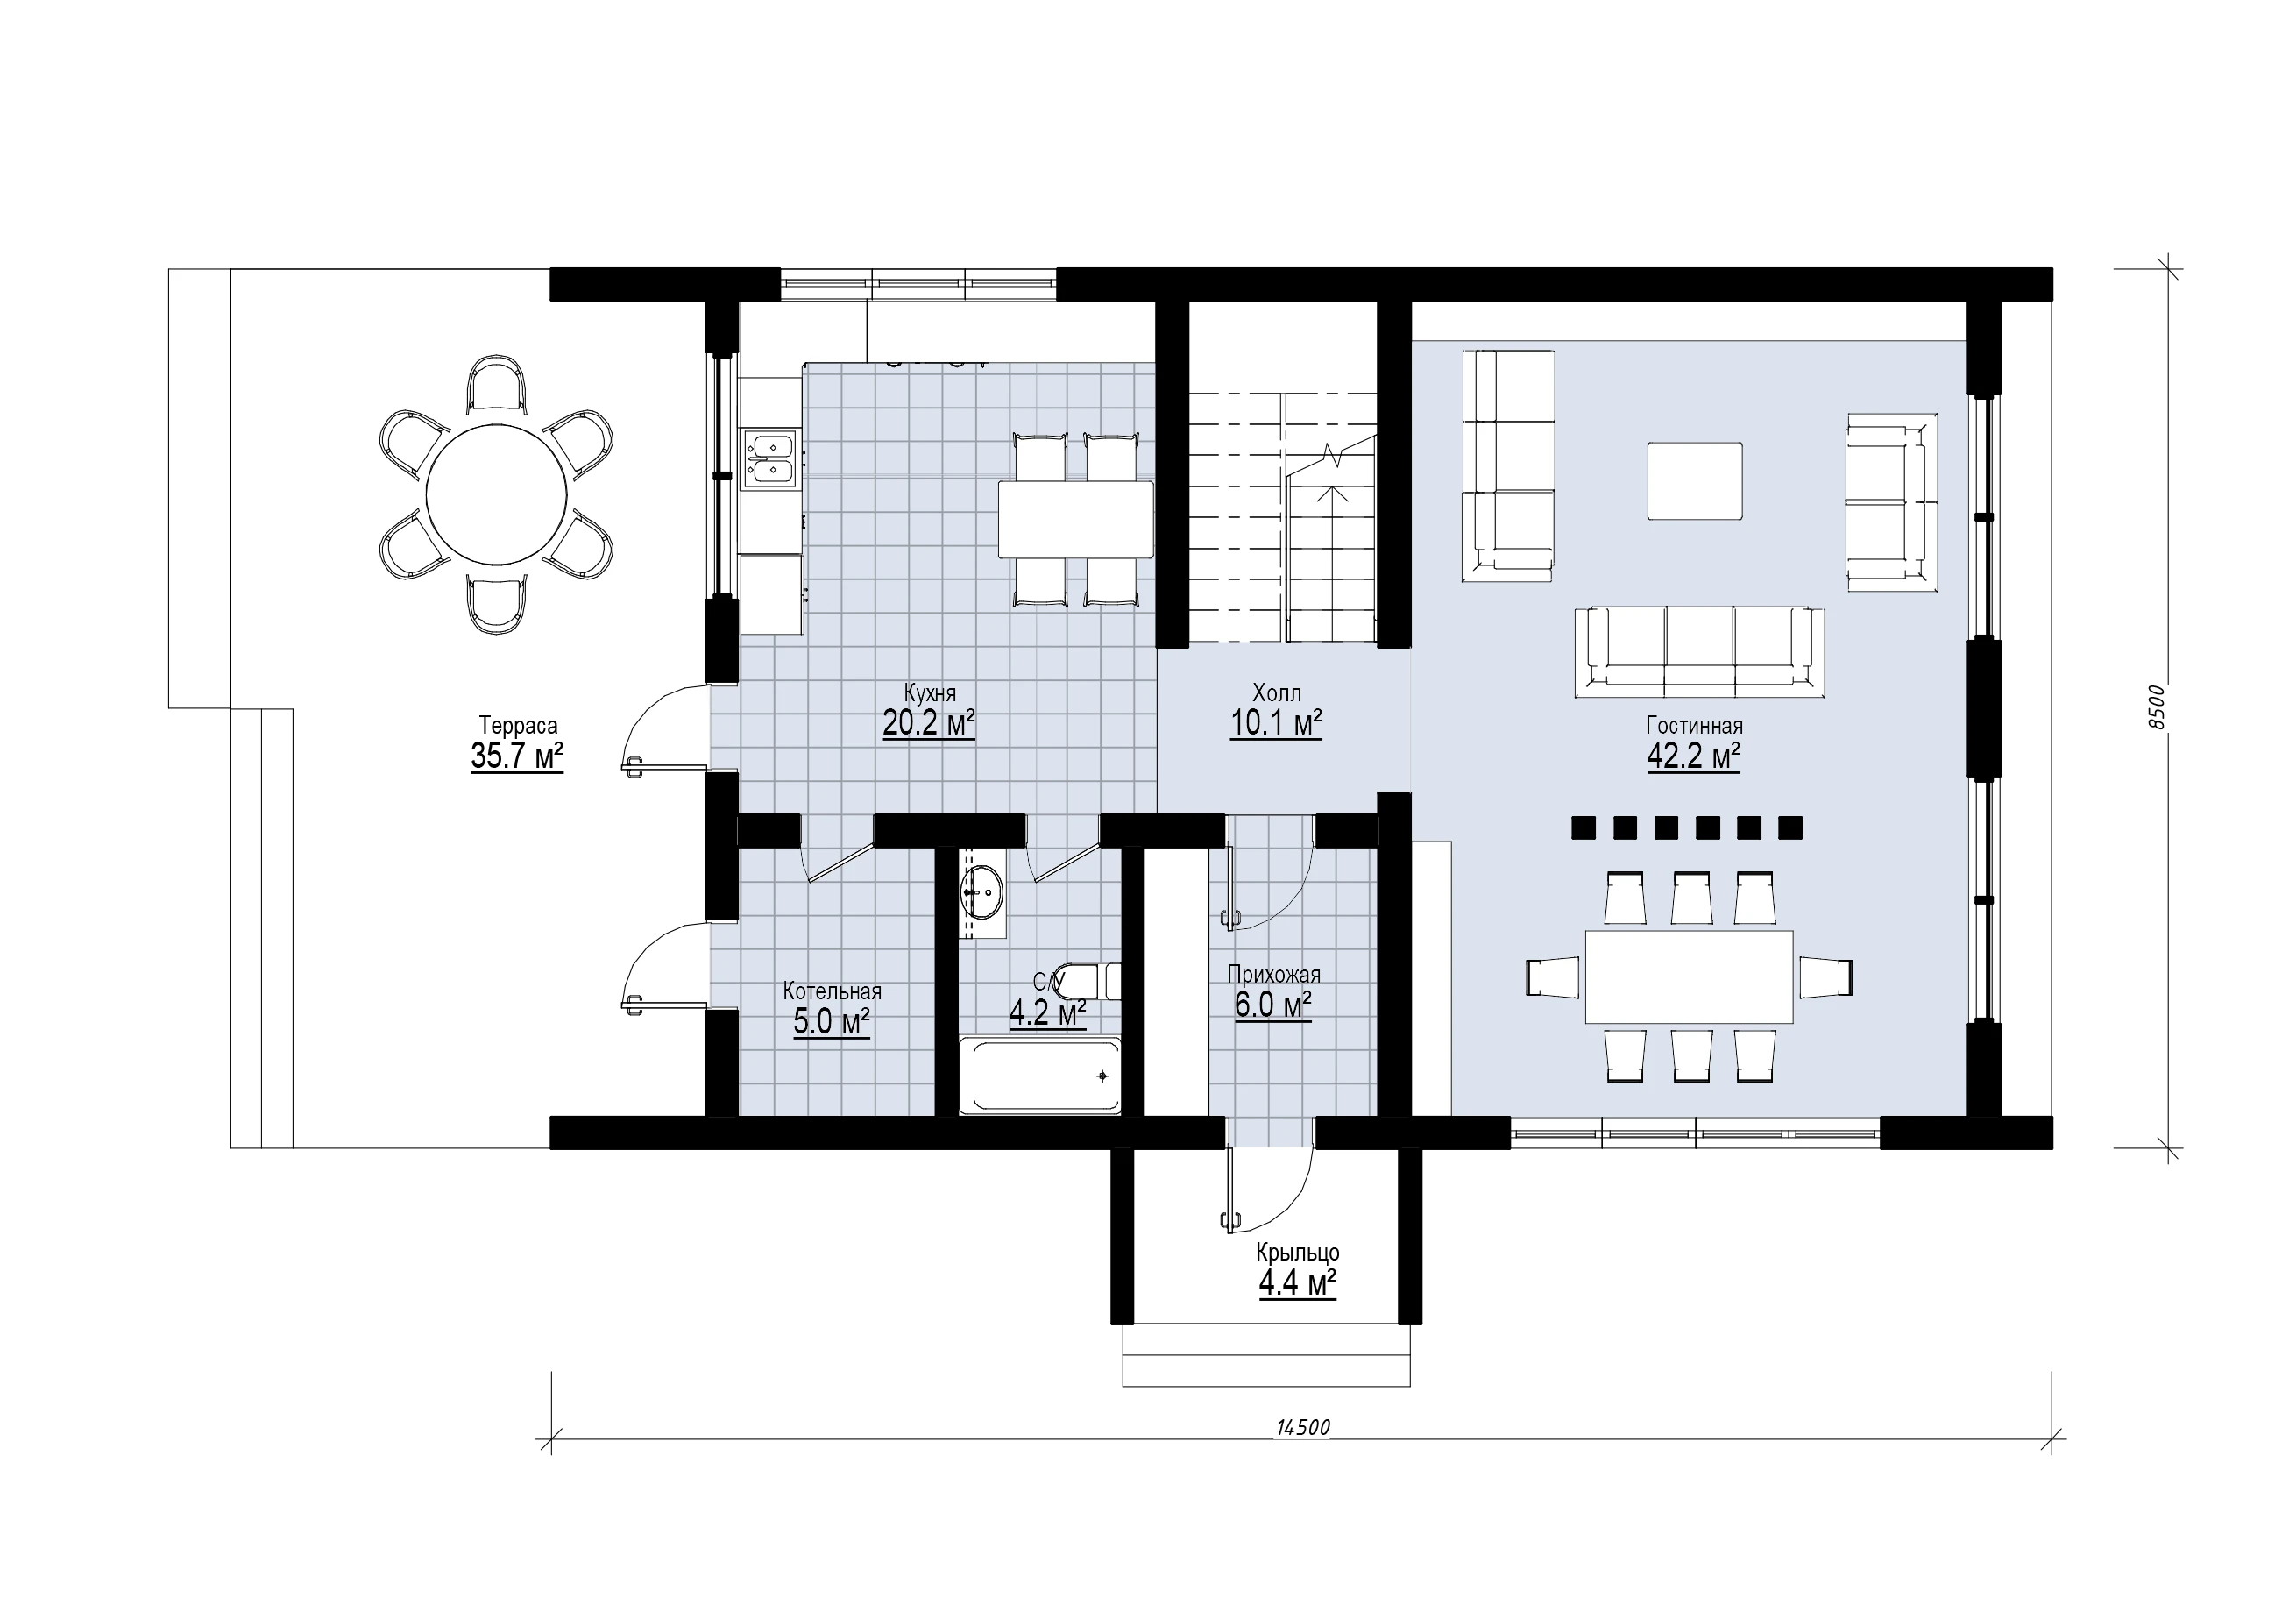 Кухня
20.2 м²
Холл
10.1 м²
Терраса
35.7 м²
Гостинная
42.2 м²
8500
Котельная
5.0 м²
С/У
4.2 м²
Прихожая
6.0 м²
Крыльцо
4.4 м²
14500